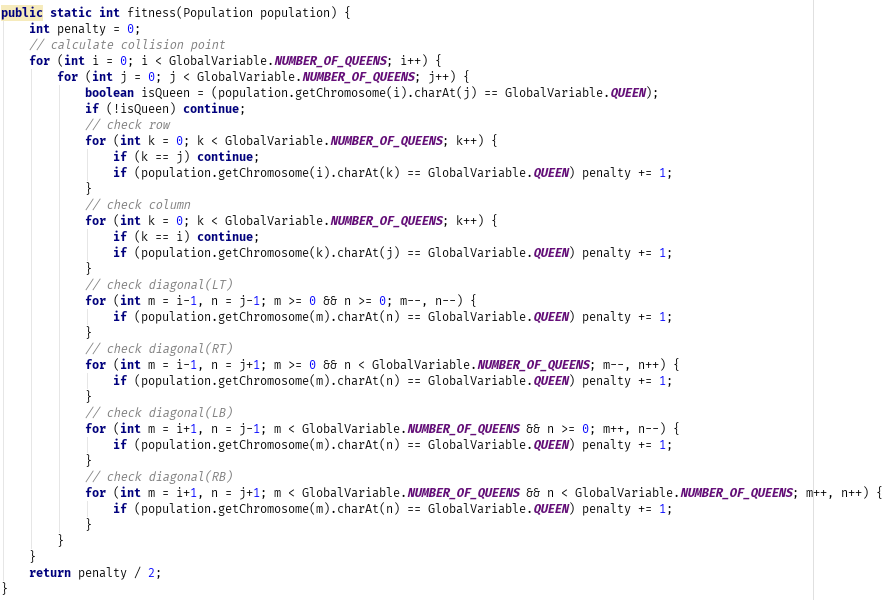 public static int fitness(Population population) {
    int penalty = 0;
    // calculate collision point
    for (int i = 0; i < GlobalVariable.NUMBER_OF_QUEENS; i++) {
        for (int j = 0; j < GlobalVariable.NUMBER_OF_QUEENS; j++) {
            boolean isQueen = (population.getChromosome(i).charAt(j) == GlobalVariable.QUEEN);
            if (!isQueen) continue;
            // check row
            for (int k = 0; k < GlobalVariable.NUMBER_OF_QUEENS; k++) {
                if (k == j) continue;
                if (population.getChromosome(i).charAt(k) == GlobalVariable.QUEEN) penalty += 1;
            }
            // check column
            for (int k = 0; k < GlobalVariable.NUMBER_OF_QUEENS; k++) {
                if (k == i) continue;
                if (population.getChromosome(k).charAt(j) == GlobalVariable.QUEEN) penalty += 1;
            }
            // check diagonal(LT)
            for (int m = i-1, n = j-1; m >= 0 && n >= 0; m--, n--) {
                if (population.getChromosome(m).charAt(n) == GlobalVariable.QUEEN) penalty += 1;
            }
            // check diagonal(RT)
            for (int m = i-1, n = j+1; m >= 0 && n < GlobalVariable.NUMBER_OF_QUEENS; m--, n++) {
                if (population.getChromosome(m).charAt(n) == GlobalVariable.QUEEN) penalty += 1;
            }
            // check diagonal(LB)
            for (int m = i+1, n = j-1; m < GlobalVariable.NUMBER_OF_QUEENS && n >= 0; m++, n--) {
                if (population.getChromosome(m).charAt(n) == GlobalVariable.QUEEN) penalty += 1;
            }
            // check diagonal(RB)
            for (int m = i+1, n = j+1; m < GlobalVariable.NUMBER_OF_QUEENS && n < GlobalVariable.NUMBER_OF_QUEENS; m++, n++) {
                if (population.getChromosome(m).charAt(n) == GlobalVariable.QUEEN) penalty += 1;
            }
        }
    }
    return penalty / 2;
}